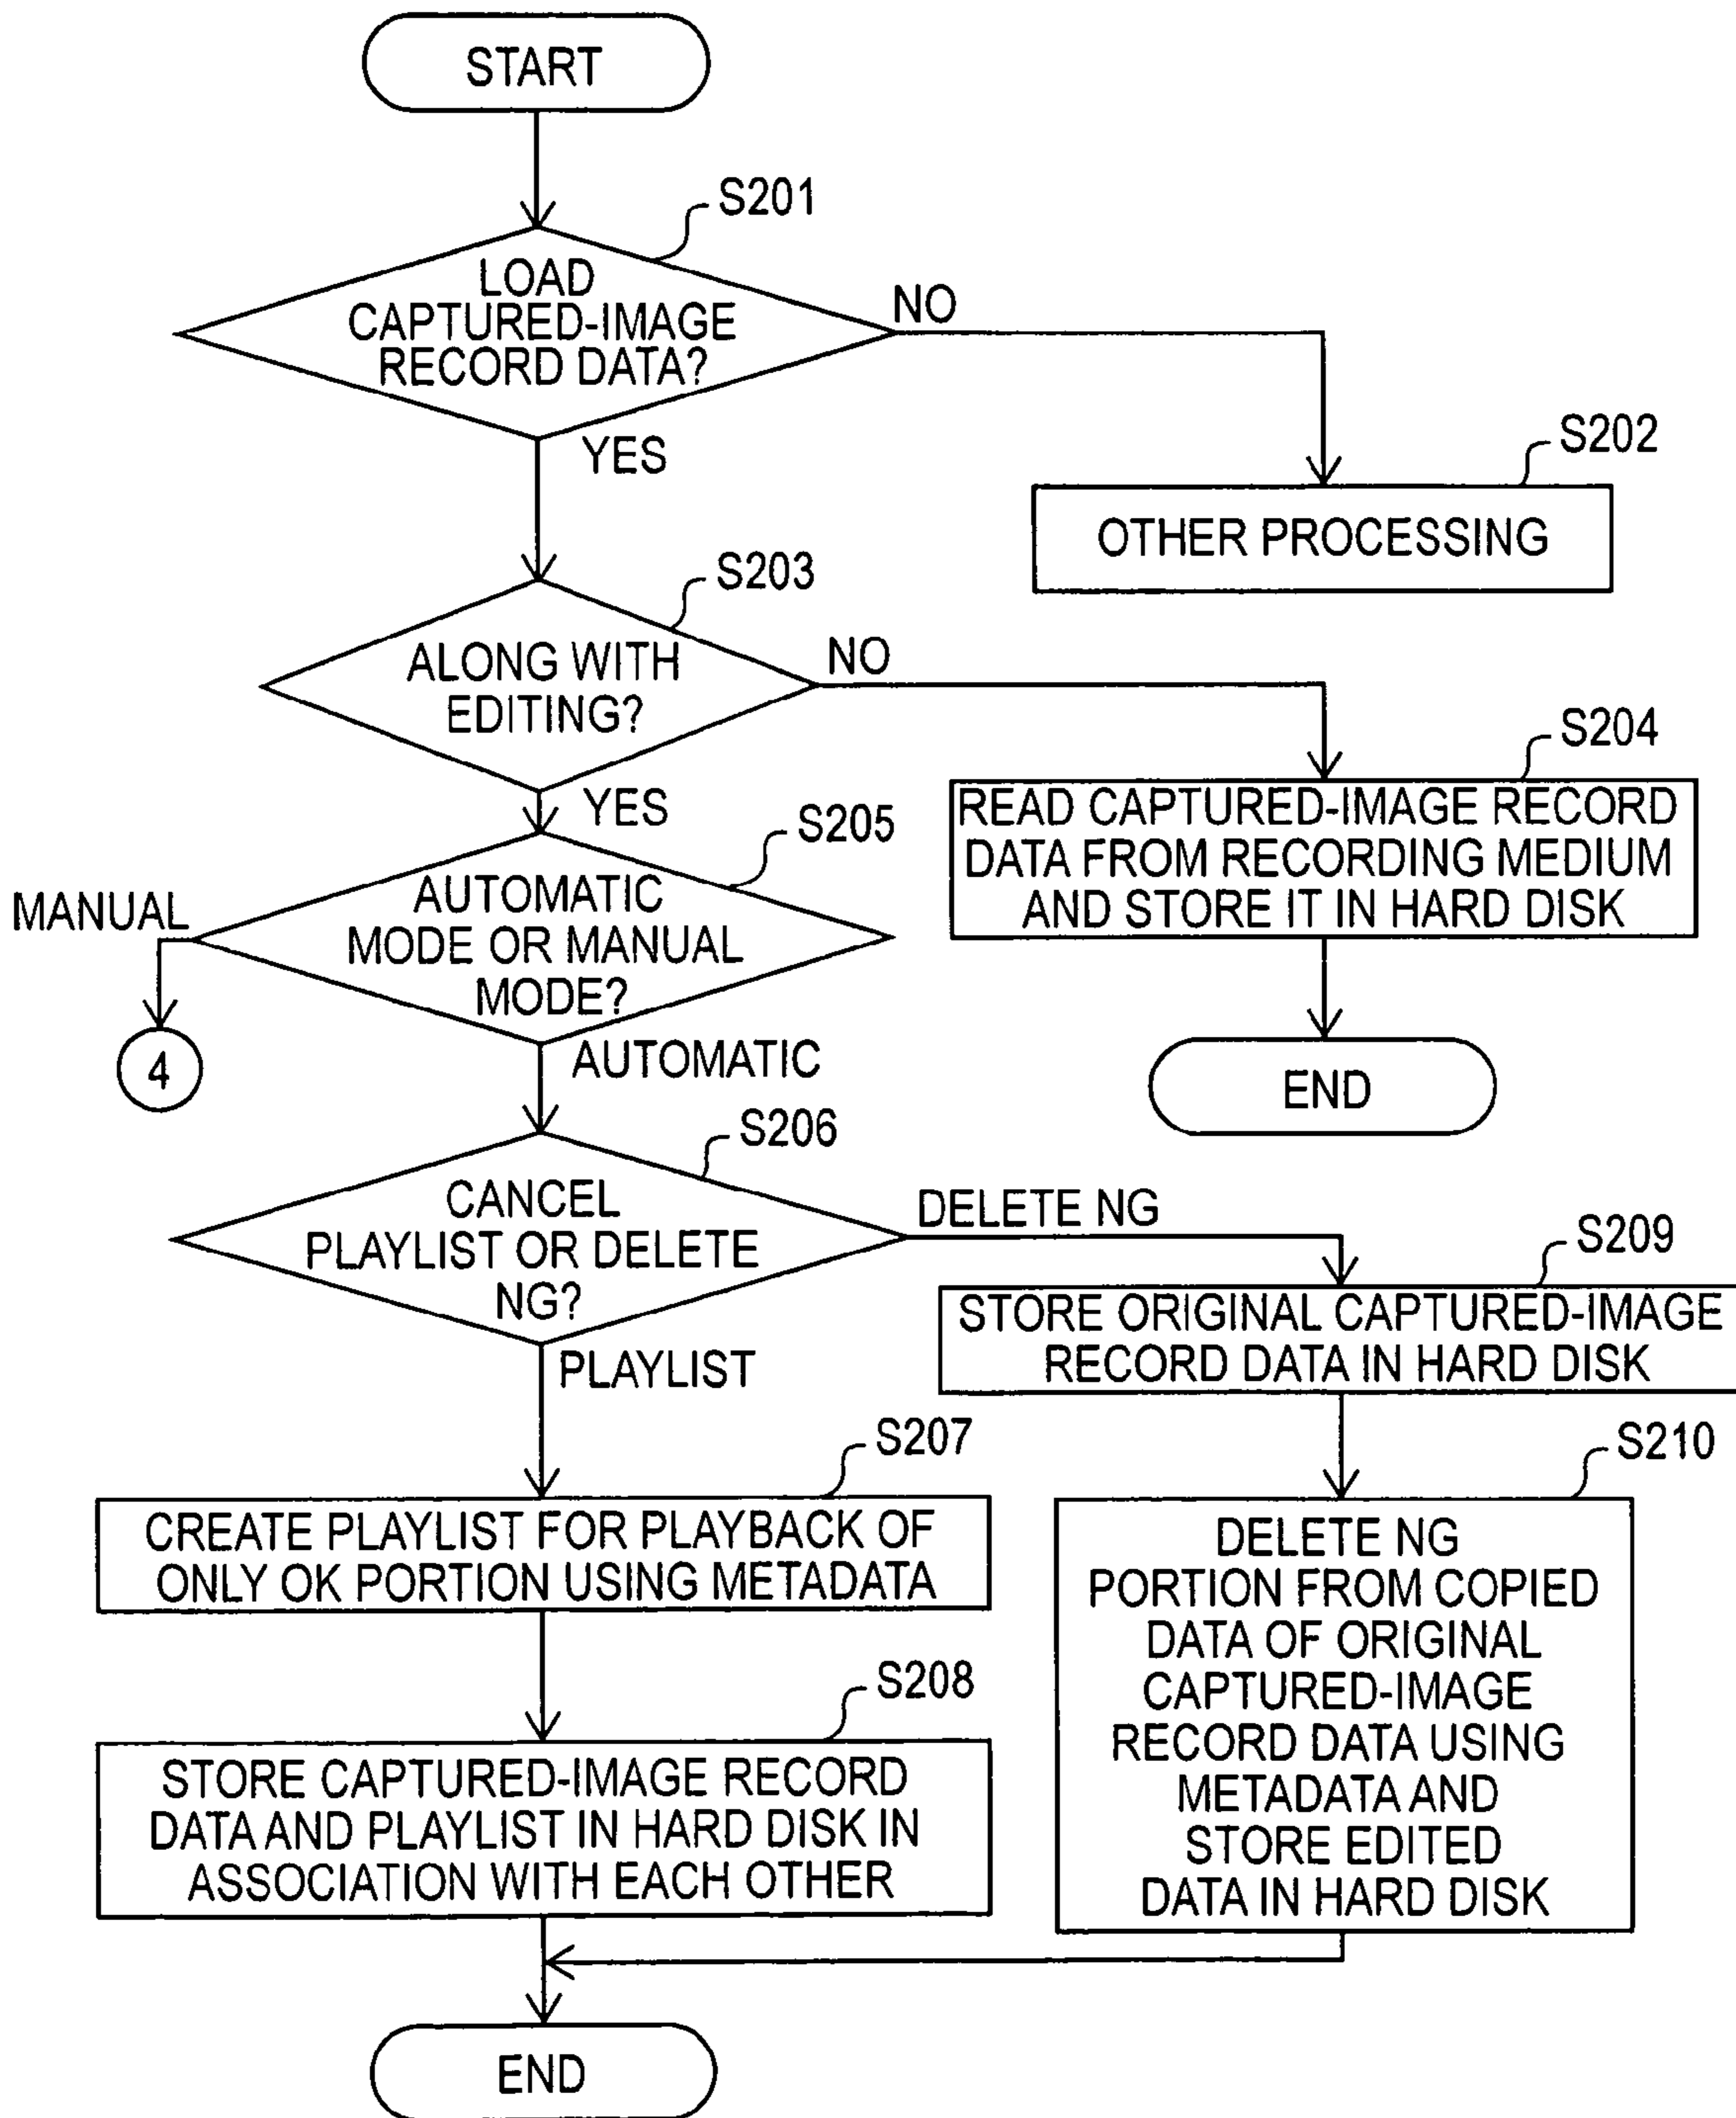 START
S201
LOAD
CAPTURED-IMAGE
RECORD DATA?
NO
YES
S202
OTHER PROCESSING
S203
ALONG WITH
EDITING?
NO
YES
S204
READ CAPTURED-IMAGE RECORD
DATA FROM RECORDING MEDIUM
AND STORE IT IN HARD DISK
END
S205
AUTOMATIC
MODE OR MANUAL
MODE?
MANUAL
4
AUTOMATIC
S206
CANCEL
PLAYLIST OR DELETE
NG?
DELETE NG
PLAYLIST
S209
STORE ORIGINAL CAPTURED-IMAGE
RECORD DATA IN HARD DISK
S207
CREATE PLAYLIST FOR PLAYBACK OF
ONLY OK PORTION USING METADATA
S210
DELETE NG
PORTION FROM COPIED
DATA OF ORIGINAL
CAPTURED-IMAGE
RECORD DATA USING
METADATA AND
STORE EDITED
DATA IN HARD DISK
S208
STORE CAPTURED-IMAGE RECORD
DATA AND PLAYLIST IN HARD DISK IN
ASSOCIATION WITH EACH OTHER
END